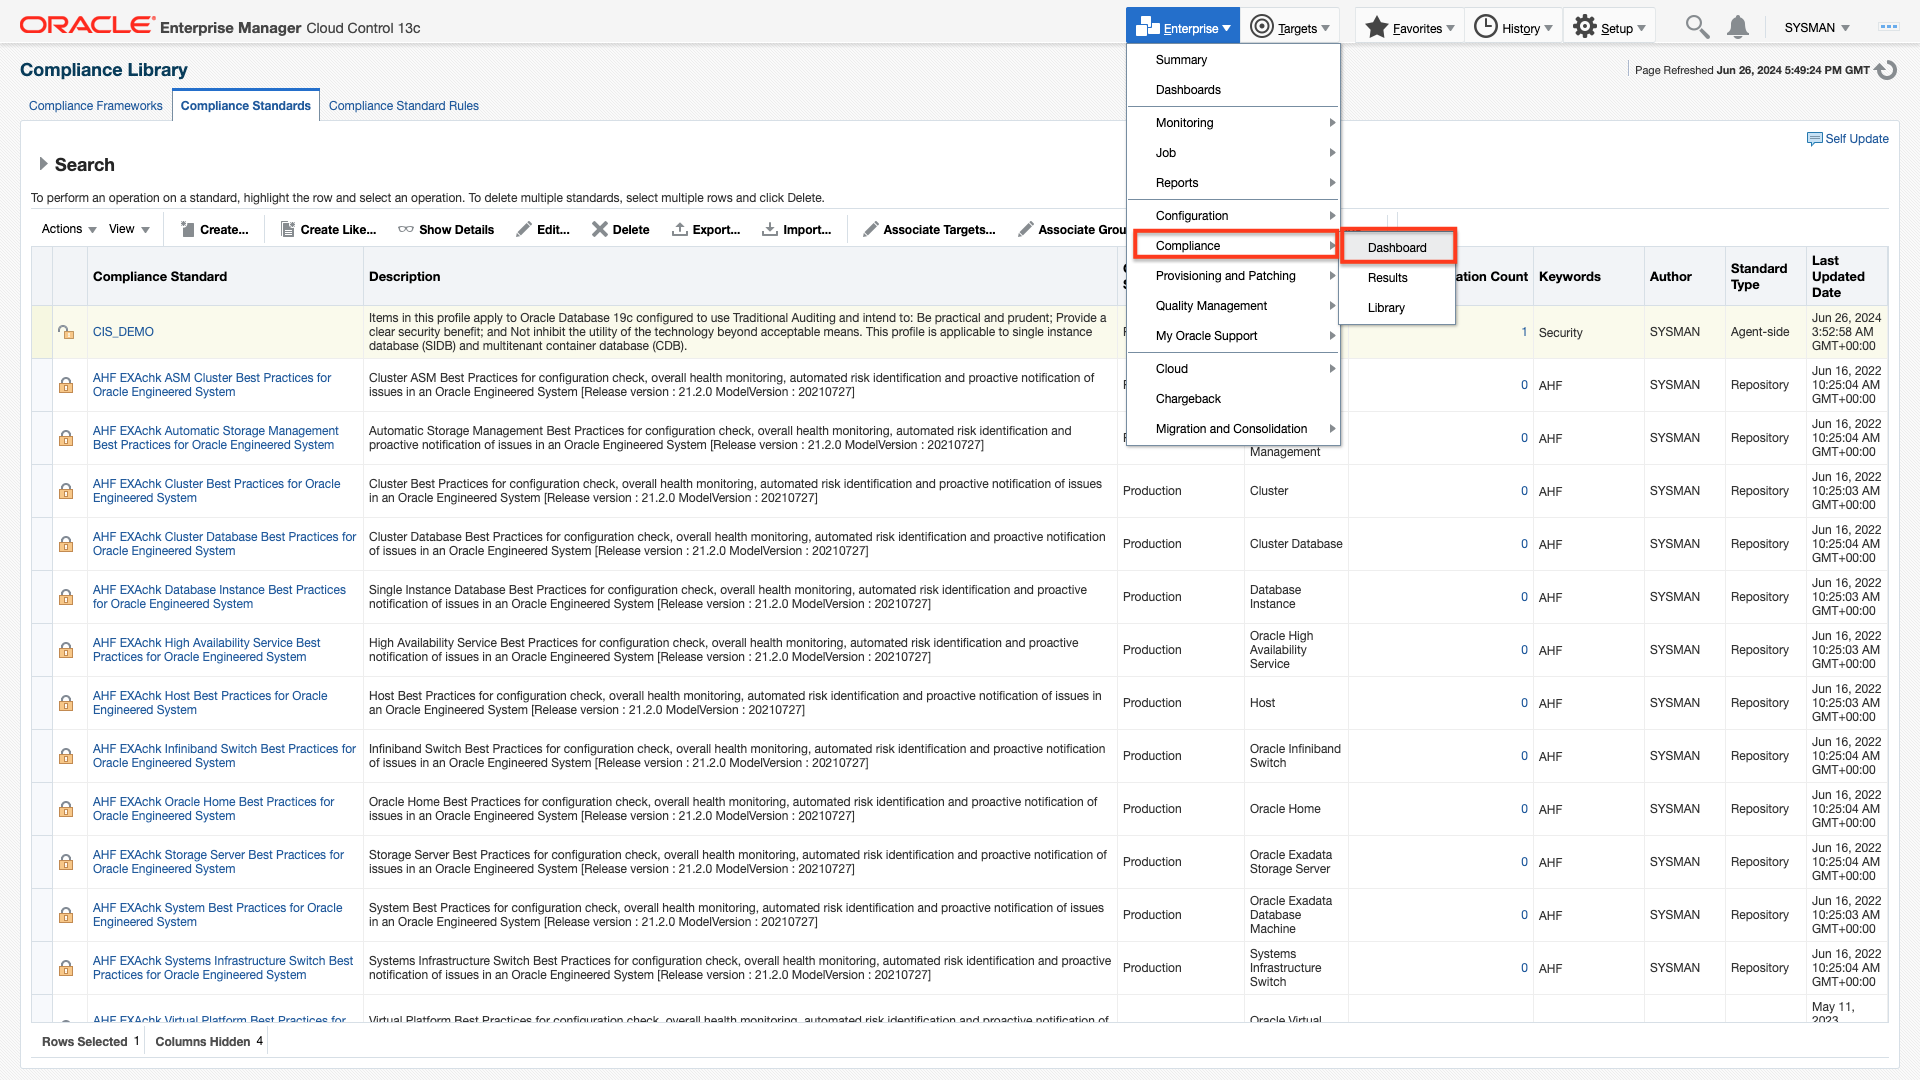 ORACLE Enterprise Manager Cloud Control 13c
Enterprise Targets Favorites History Setup SYSMAN
Compliance Library
Page Refreshed Jun 26, 2024 5:49:24 PM GMT
Compliance Frameworks Compliance Standards Compliance Standard Rules
Self Update
Search
To perform an operation on a standard, highlight the row and select an operation. To delete multiple standards, select multiple rows and click Delete.
Actions View Create... Create Like... Show Details Edit... Delete Export... Import... Associate Targets... Associate Grou
Summary
Dashboards
Monitoring
Job
Reports
Configuration
Compliance
Provisioning and Patching
Quality Management
My Oracle Support
Cloud
Chargeback
Migration and Consolidation
Dashboard
Results
Library
Compliance Standard Description ation Count Keywords Author Standard Type Last Updated Date
CIS_DEMO
Items in this profile apply to Oracle Database 19c configured to use Traditional Auditing and intend to: Be practical and prudent; Provide a
clear security benefit; and Not inhibit the utility of the technology beyond acceptable means. This profile is applicable to single instance
database (SIDB) and multitenant container database (CDB).
1 Security SYSMAN Agent-side
Jun 26, 2024
3:52:58 AM
GMT+00:00
AHF EXAchk ASM Cluster Best Practices for
Oracle Engineered System
Cluster ASM Best Practices for configuration check, overall health monitoring, automated risk identification and proactive notification of
issues in an Oracle Engineered System [Release version : 21.2.0 ModelVersion : 20210727]
0 AHF SYSMAN Repository
Jun 16, 2022
10:25:04 AM
GMT+00:00
AHF EXAchk Automatic Storage Management
Best Practices for Oracle Engineered System
Automatic Storage Management Best Practices for configuration check, overall health monitoring, automated risk identification and
proactive notification of issues in an Oracle Engineered System [Release version : 21.2.0 ModelVersion : 20210727]
Management
0 AHF SYSMAN Repository
Jun 16, 2022
10:25:04 AM
GMT+00:00
AHF EXAchk Cluster Best Practices for Oracle
Engineered System
Cluster Best Practices for configuration check, overall health monitoring, automated risk identification and proactive notification of issues
in an Oracle Engineered System [Release version : 21.2.0 ModelVersion : 20210727]
Production Cluster 0 AHF SYSMAN Repository
Jun 16, 2022
10:25:03 AM
GMT+00:00
AHF EXAchk Cluster Database Best Practices for
Oracle Engineered System
Cluster Database Best Practices for configuration check, overall health monitoring, automated risk identification and proactive notification
of issues in an Oracle Engineered System [Release version : 21.2.0 ModelVersion : 20210727]
Production Cluster Database 0 AHF SYSMAN Repository
Jun 16, 2022
10:25:04 AM
GMT+00:00
AHF EXAchk Database Instance Best Practices
for Oracle Engineered System
Single Instance Database Best Practices for configuration check, overall health monitoring, automated risk identification and proactive
notification of issues in an Oracle Engineered System [Release version : 21.2.0 ModelVersion : 20210727]
Production
Database
Instance
0 AHF SYSMAN Repository
Jun 16, 2022
10:25:03 AM
GMT+00:00
AHF EXAchk High Availability Service Best
Practices for Oracle Engineered System
High Availability Service Best Practices for configuration check, overall health monitoring, automated risk identification and proactive
notification of issues in an Oracle Engineered System [Release version : 21.2.0 ModelVersion : 20210727]
Production
Oracle High
Availability
Service
0 AHF SYSMAN Repository
Jun 16, 2022
10:25:03 AM
GMT+00:00
AHF EXAchk Host Best Practices for Oracle
Engineered System
Host Best Practices for configuration check, overall health monitoring, automated risk identification and proactive notification of issues in
an Oracle Engineered System [Release version : 21.2.0 ModelVersion : 20210727]
Production Host 0 AHF SYSMAN Repository
Jun 16, 2022
10:25:03 AM
GMT+00:00
AHF EXAchk Infiniband Switch Best Practices for
Oracle Engineered System
Infiniband Switch Best Practices for configuration check, overall health monitoring, automated risk identification and proactive notification
of issues in an Oracle Engineered System [Release version : 21.2.0 ModelVersion : 20210727]
Production
Oracle Infiniband
Switch
0 AHF SYSMAN Repository
Jun 16, 2022
10:25:04 AM
GMT+00:00
AHF EXAchk Oracle Home Best Practices for
Oracle Engineered System
Oracle Home Best Practices for configuration check, overall health monitoring, automated risk identification and proactive notification of
issues in an Oracle Engineered System [Release version : 21.2.0 ModelVersion : 20210727]
Production Oracle Home 0 AHF SYSMAN Repository
Jun 16, 2022
10:25:04 AM
GMT+00:00
AHF EXAchk Storage Server Best Practices for
Oracle Engineered System
Storage Server Best Practices for configuration check, overall health monitoring, automated risk identification and proactive notification of
issues in an Oracle Engineered System [Release version : 21.2.0 ModelVersion : 20210727]
Production
Oracle Exadata
Storage Server
0 AHF SYSMAN Repository
Jun 16, 2022
10:25:04 AM
GMT+00:00
AHF EXAchk System Best Practices for Oracle
Engineered System
System Best Practices for configuration check, overall health monitoring, automated risk identification and proactive notification of issues
in an Oracle Engineered System [Release version : 21.2.0 ModelVersion : 20210727]
Production
Oracle Exadata
Database
Machine
0 AHF SYSMAN Repository
Jun 16, 2022
10:25:03 AM
GMT+00:00
AHF EXAchk Systems Infrastructure Switch Best
Practices for Oracle Engineered System
Systems Infrastructure Switch Best Practices for configuration check, overall health monitoring, automated risk identification and proactive
notification of issues in an Oracle Engineered System [Release version : 21.2.0 ModelVersion : 20210727]
Production
Systems
Infrastructure
Switch
0 AHF SYSMAN Repository
Jun 16, 2022
10:25:04 AM
GMT+00:00
AHF EXAchk Virtual Platform Best Practices for
Virtual Platform Best Practices for configuration check, overall health monitoring, automated risk identification and proactive notification of
Oracle Virtual
May 11,
2023
Rows Selected 1 Columns Hidden 4